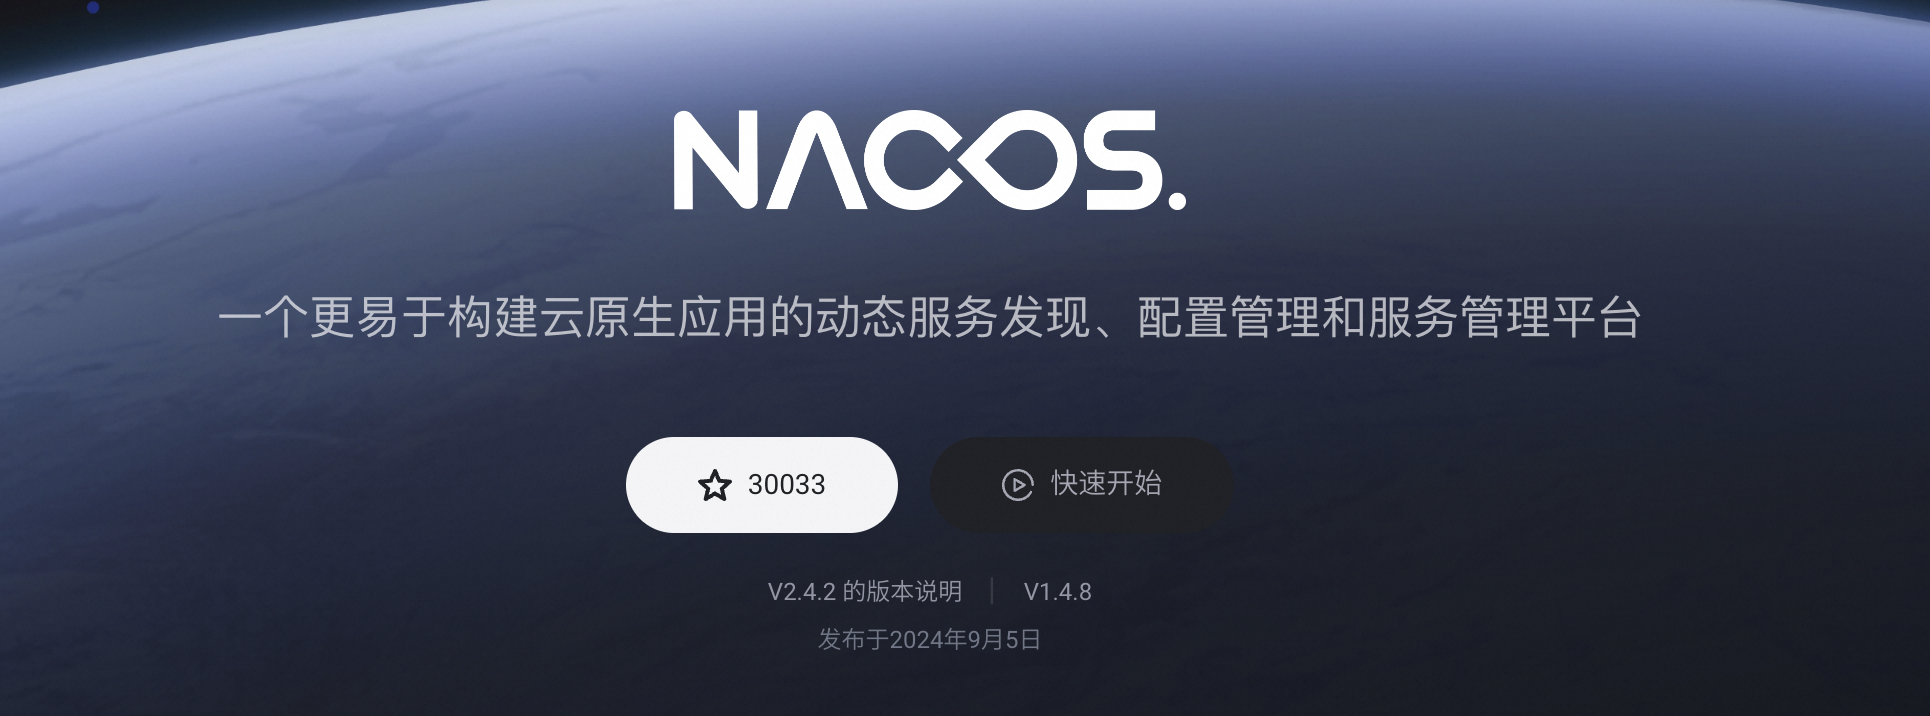 NACOS.
一个更易于构建云原生应用的动态服务发现、配置管理和服务管理平台
30033 快速开始
V2.4.2 的版本说明 | V1.4.8
发布于2024年9月5日